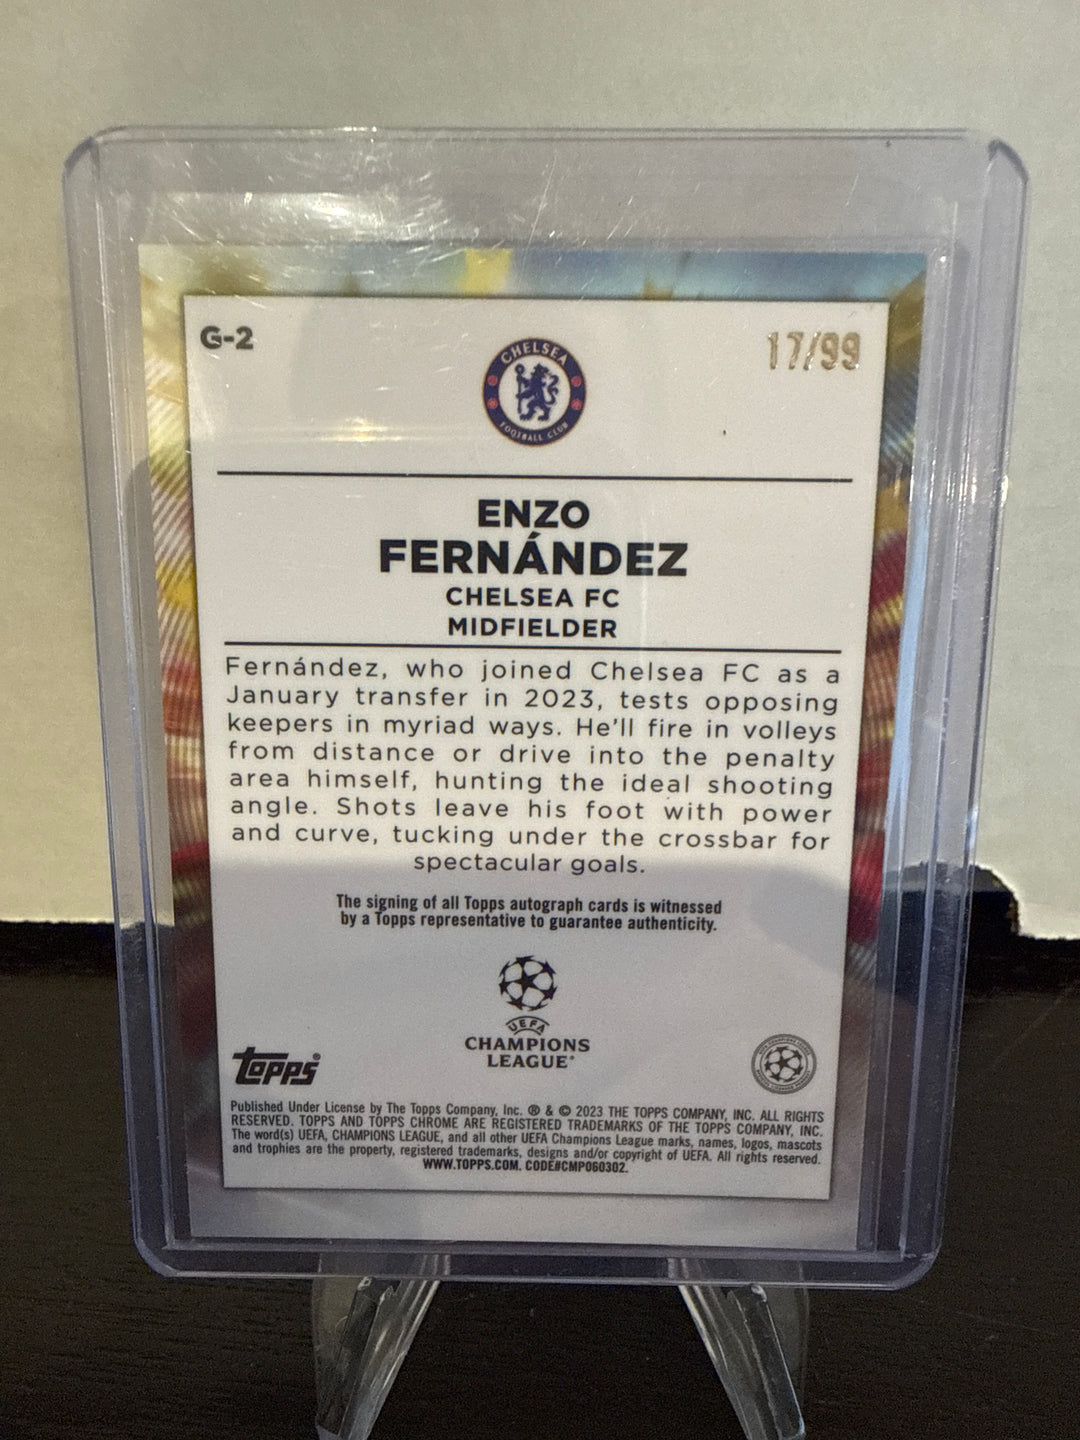 G-2
17/99
CHELSEA
FOOTBALL CLUB
ENZO
FERNÁNDEZ
CHELSEA FC
MIDFIELDER
Fernández, who joined Chelsea FC as a
January transfer in 2023, tests opposing
keepers in myriad ways. He'll fire in volleys
from distance or drive into the penalty
area himself, hunting the ideal shooting
angle. Shots leave his foot with power
and curve, tucking under the crossbar for
spectacular goals.
The signing of all Topps autograph cards is witnessed
by a Topps representative to guarantee authenticity.
UEFA
CHAMPIONS
LEAGUE®
topps®
Published Under License by The Topps Company, Inc. ® & © 2023 THE TOPPS COMPANY, INC. ALL RIGHTS
RESERVED. TOPPS AND TOPPS CHROME ARE REGISTERED TRADEMARKS OF THE TOPPS COMPANY, INC.
The word(s) UEFA, CHAMPIONS LEAGUE, and all other UEFA Champions League marks, names, logos, mascots
and trophies are the property, registered trademarks, designs and/or copyright of UEFA. All rights reserved.
WWW.TOPPS.COM. CODE#CMP060302.